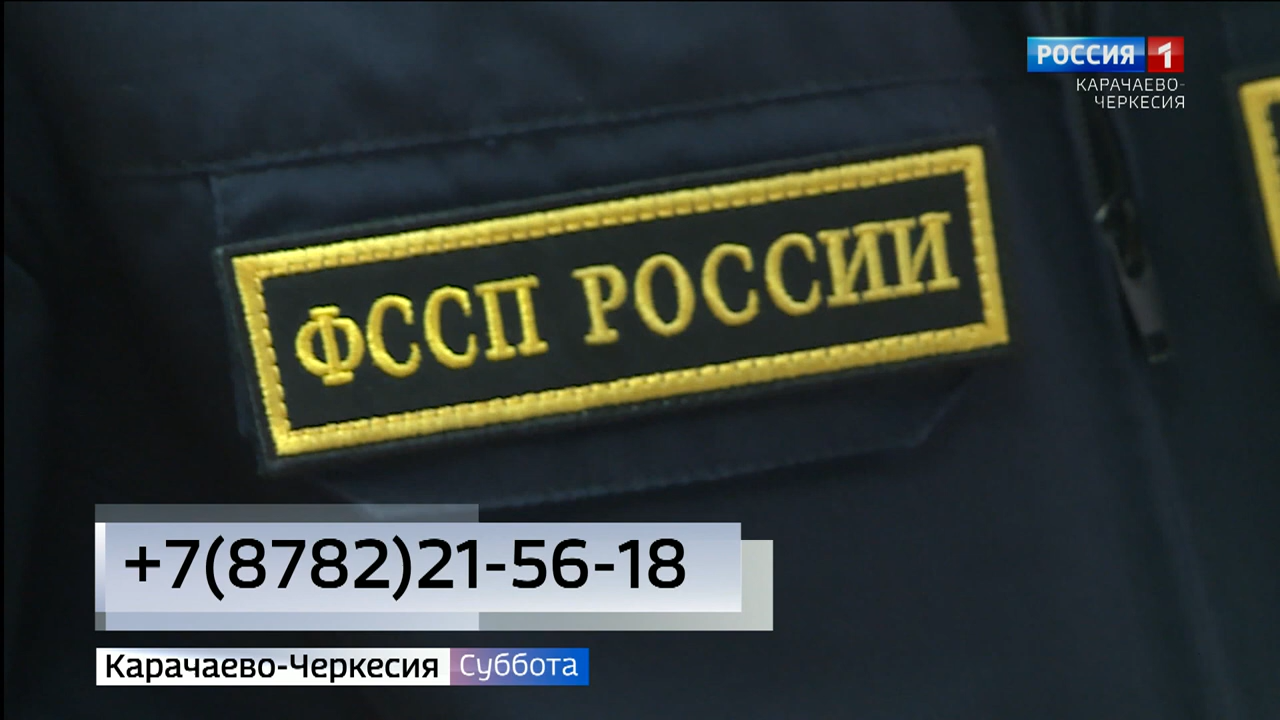 РОССИЯ 1
КАРАЧАЕВО-
ЧЕРКЕСИЯ
ФССП РОССИИ
+7(8782)21-56-18
Карачаево-Черкесия Суббота